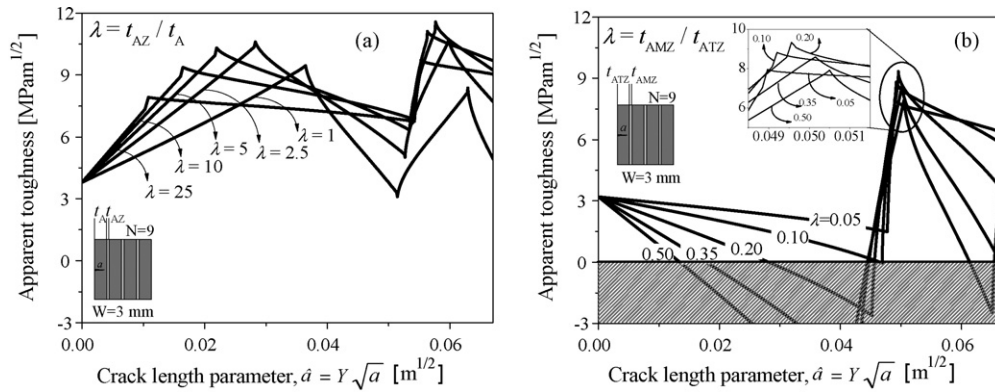 λ = tAZ / tA
(a)
12
9
6
3
0
-3
Apparent toughness [MPam1/2]
λ = 1
λ = 2.5
λ = 5
λ = 10
λ = 25
tA tAZ
N=9
a
W=3 mm
0.00 0.02 0.04 0.06
Crack length parameter, â = Y√a [m1/2]
λ = tAMZ / tATZ
(b)
12
9
6
3
0
-3
Apparent toughness [MPam1/2]
10
8
6
0.10
0.20
0.35
0.05
0.50
0.049 0.050 0.051
tATZ tAMZ
N=9
a
W=3 mm
λ=0.05
0.10
0.20
0.35
0.50
0.00 0.02 0.04 0.06
Crack length parameter, â = Y√a [m1/2]